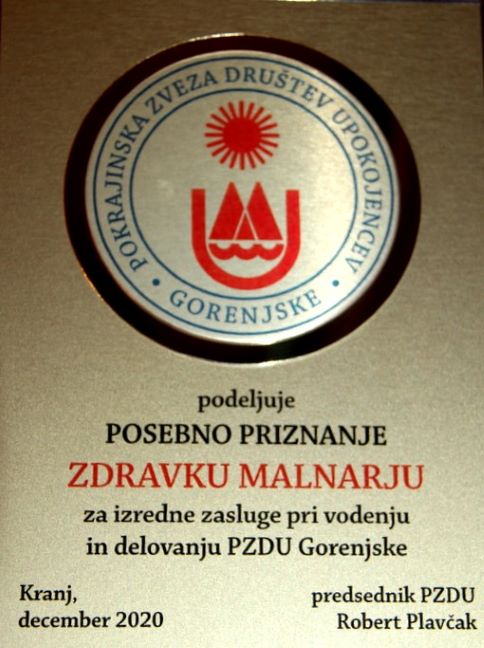 POKRAJINSKA ZVEZA DRUŠTEV UPOKOJENCEV
• GORENJSKE •
podeljuje
POSEBNO PRIZNANJE
ZDRAVKU MALNARJU
za izredne zasluge pri vodenju
in delovanju PZDU Gorenjske
Kranj,
december 2020
predsednik PZDU
Robert Plavčak